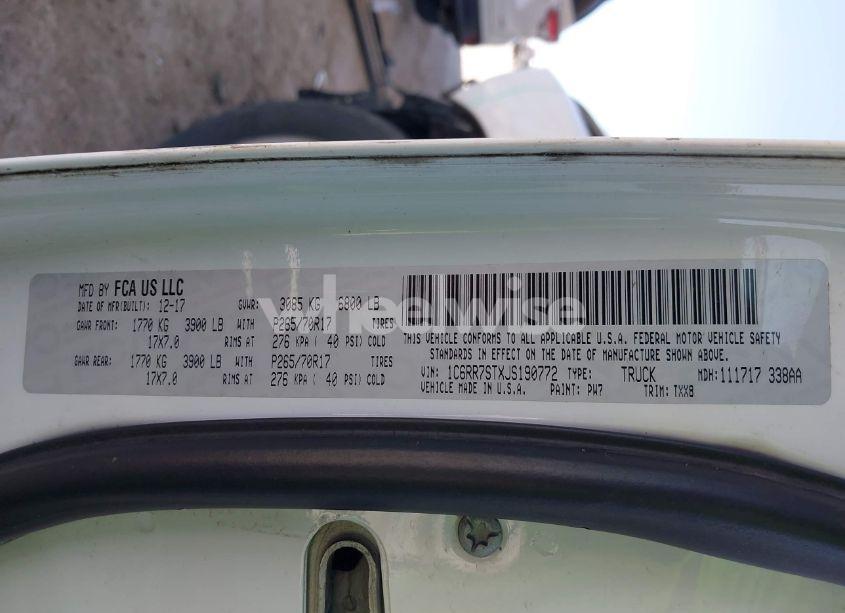 MFD BY FCA US LLC
DATE OF MFR(BUILT): 12-17 GVWR: 3085 KG 6800 LB
GAWR FRONT: 1770 KG 3900 LB WITH P265/70R17 TIRES
17X7.0 RIMS AT 276 KPA ( 40 PSI) COLD
GAWR REAR: 1770 KG 3900 LB WITH P265/70R17 TIRES
17X7.0 RIMS AT 276 KPA ( 40 PSI) COLD
THIS VEHICLE CONFORMS TO ALL APPLICABLE U.S.A. FEDERAL MOTOR VEHICLE SAFETY
STANDARDS IN EFFECT ON THE DATE OF MANUFACTURE SHOWN ABOVE.
VIN: 1C6RR7STXJS190772 TYPE: TRUCK MDH: 111717 338AA
VEHICLE MADE IN U.S.A. PAINT: PW7 TRIM: TXX8
wheelwise